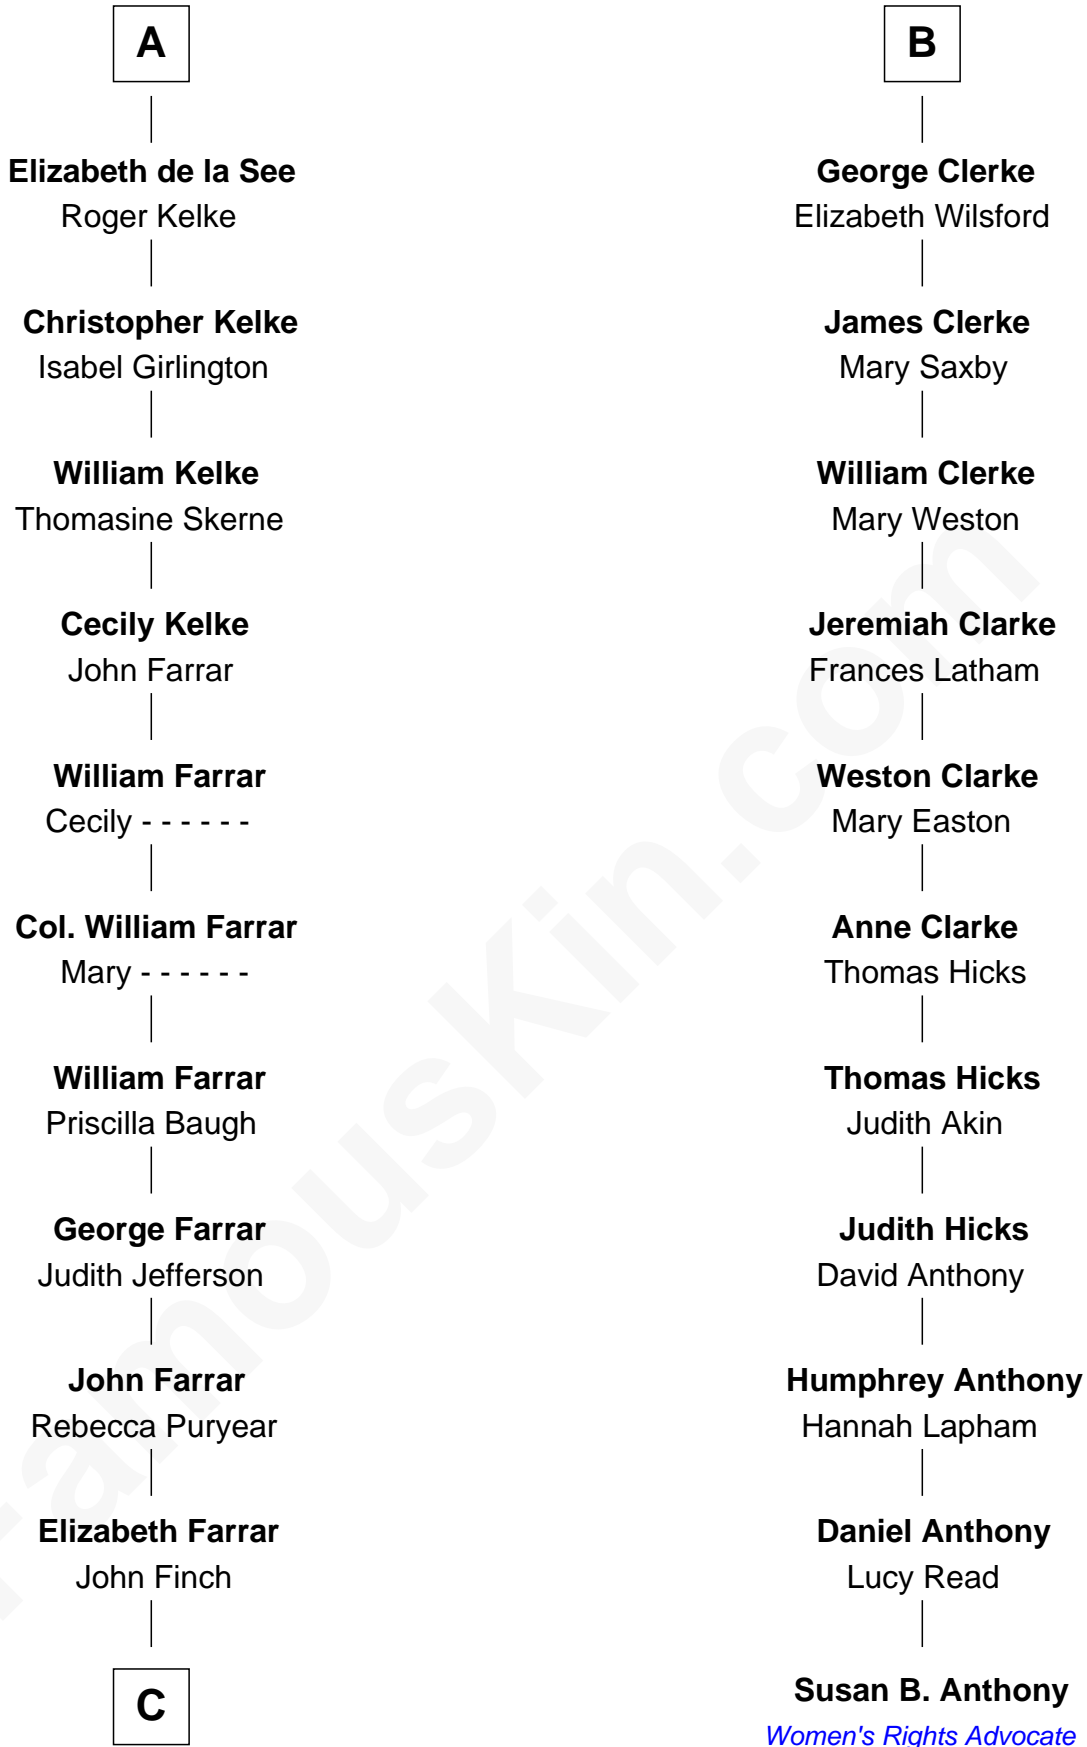 A
Elizabeth de la See
Roger Kelke
Christopher Kelke
Isabel Girlington
William Kelke
Thomasine Skerne
Cecily Kelke
John Farrar
William Farrar
Cecily - - - - - -
Col. William Farrar
Mary - - - - - -
William Farrar
Priscilla Baugh
George Farrar
Judith Jefferson
John Farrar
Rebecca Puryear
Elizabeth Farrar
John Finch
C
B
George Clerke
Elizabeth Wilsford
James Clerke
Mary Saxby
William Clerke
Mary Weston
Jeremiah Clarke
Frances Latham
Weston Clarke
Mary Easton
Anne Clarke
Thomas Hicks
Thomas Hicks
Judith Akin
Judith Hicks
David Anthony
Humphrey Anthony
Hannah Lapham
Daniel Anthony
Lucy Read
Susan B. Anthony
Women's Rights Advocate
FamousKin.com